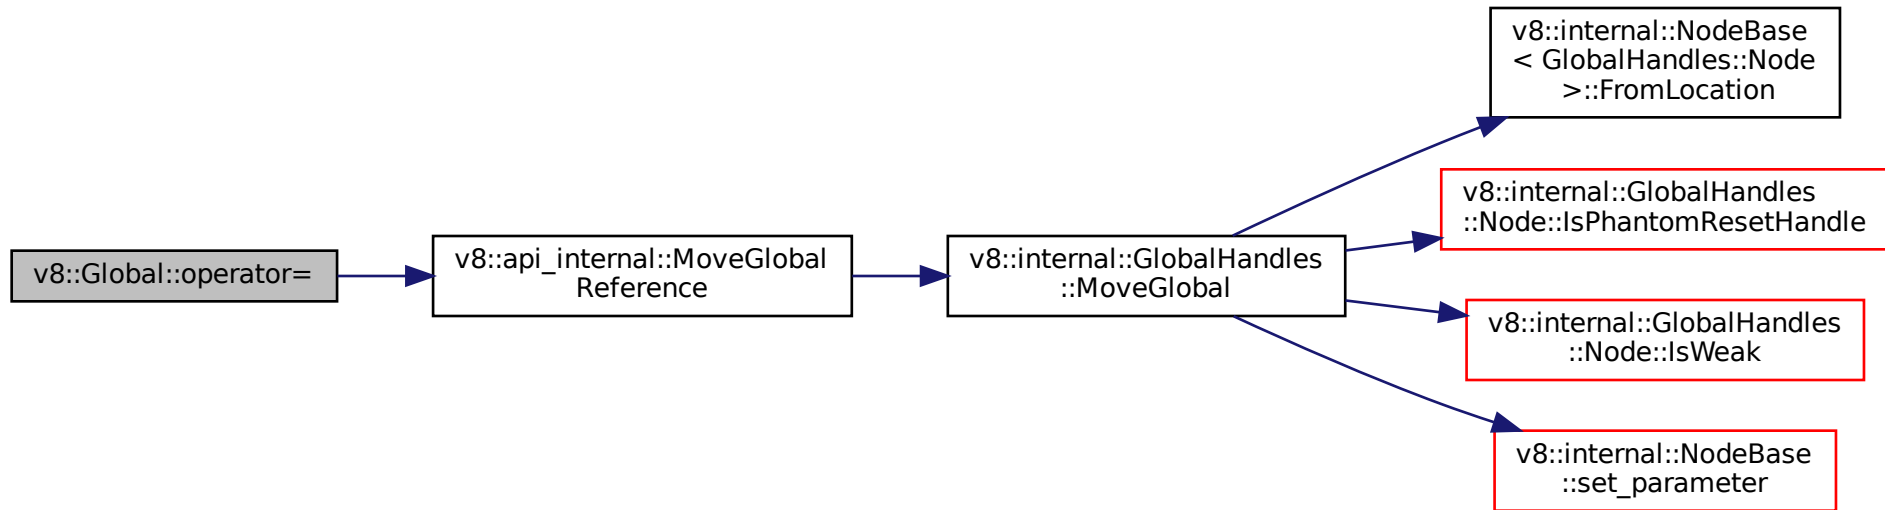 v8::Global::operator=
v8::api_internal::MoveGlobal
Reference
v8::internal::GlobalHandles
::MoveGlobal
v8::internal::NodeBase
< GlobalHandles::Node
>::FromLocation
v8::internal::GlobalHandles
::Node::IsPhantomResetHandle
v8::internal::GlobalHandles
::Node::IsWeak
v8::internal::NodeBase
::set_parameter